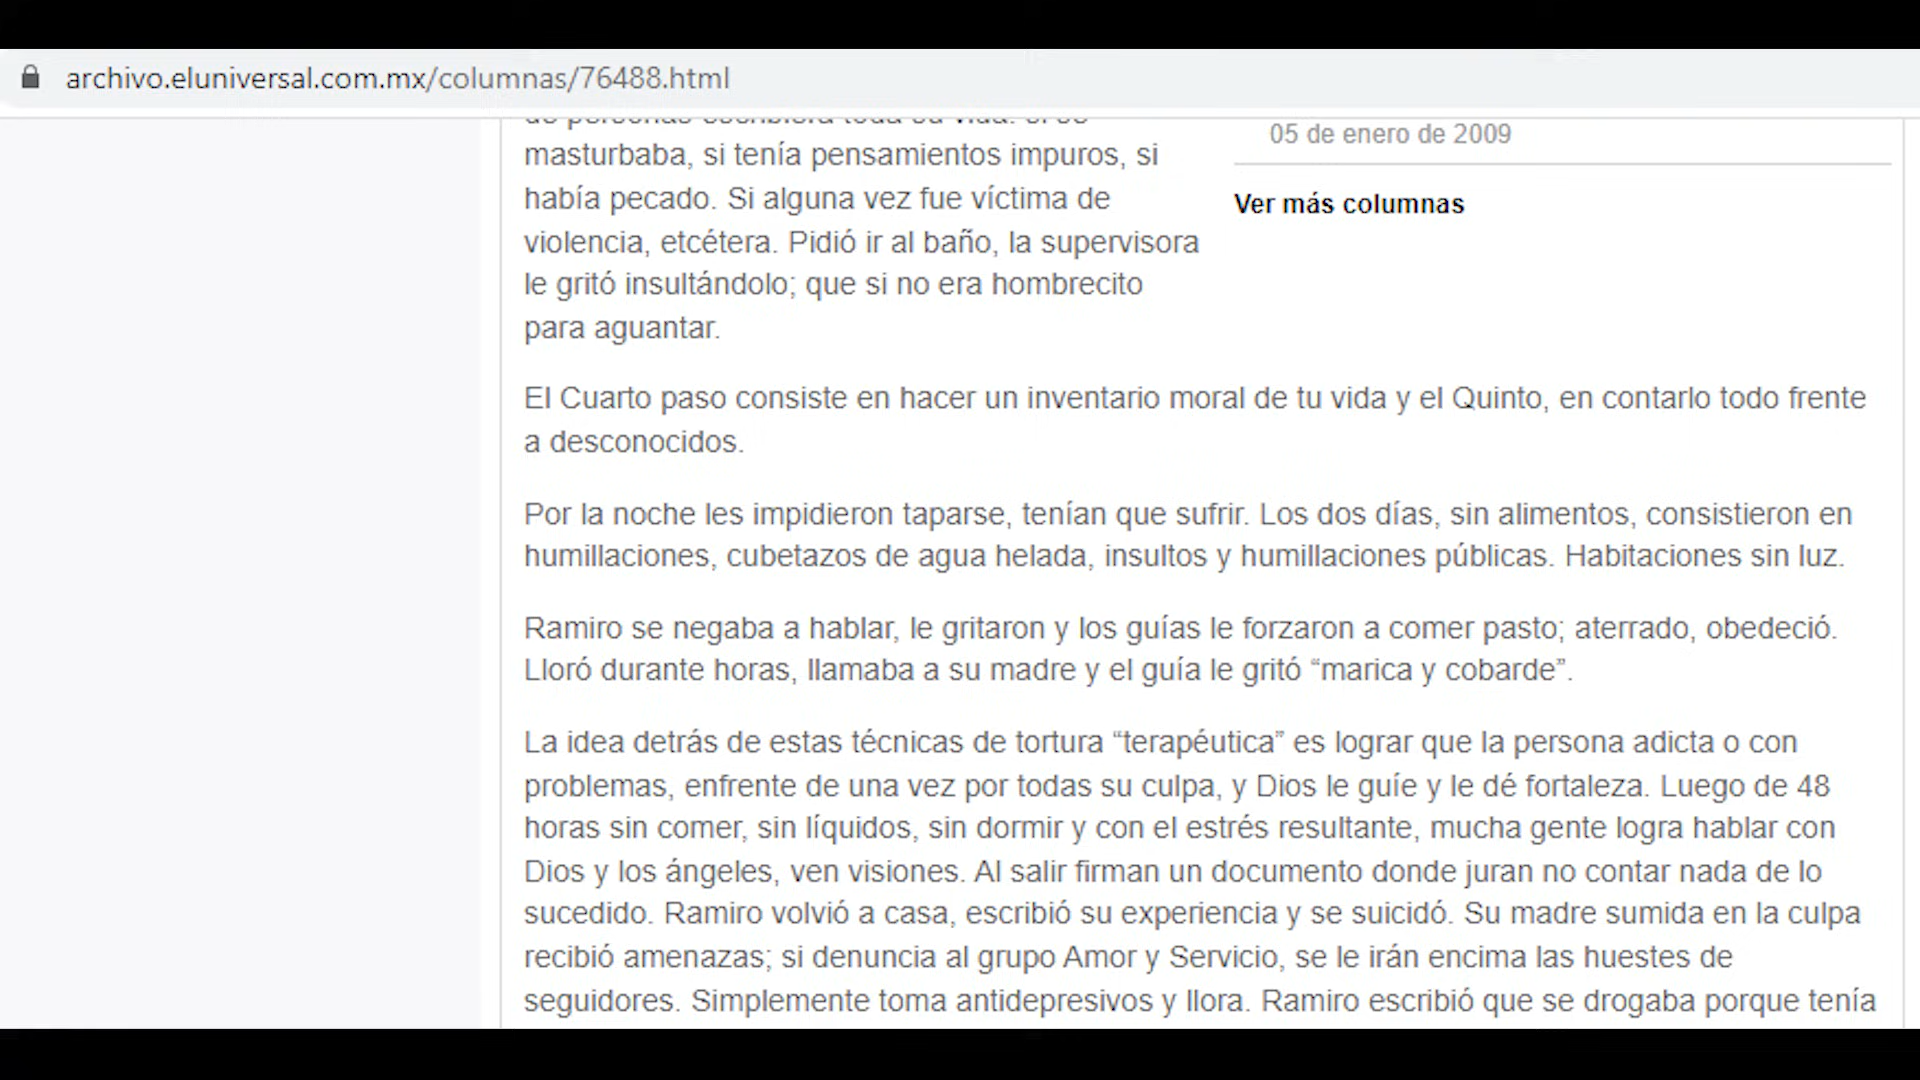 archivo.eluniversal.com.mx/columnas/76488.html
de personas escribiera toda su vida: si se
masturbaba, si tenía pensamientos impuros, si
había pecado. Si alguna vez fue víctima de
violencia, etcétera. Pidió ir al baño, la supervisora
le gritó insultándolo; que si no era hombrecito
para aguantar.
El Cuarto paso consiste en hacer un inventario moral de tu vida y el Quinto, en contarlo todo frente
a desconocidos.
Por la noche les impidieron taparse, tenían que sufrir. Los dos días, sin alimentos, consistieron en
humillaciones, cubetazos de agua helada, insultos y humillaciones públicas. Habitaciones sin luz.
Ramiro se negaba a hablar, le gritaron y los guías le forzaron a comer pasto; aterrado, obedeció.
Lloró durante horas, llamaba a su madre y el guía le gritó “marica y cobarde”.
La idea detrás de estas técnicas de tortura “terapéutica” es lograr que la persona adicta o con
problemas, enfrente de una vez por todas su culpa, y Dios le guíe y le dé fortaleza. Luego de 48
horas sin comer, sin líquidos, sin dormir y con el estrés resultante, mucha gente logra hablar con
Dios y los ángeles, ven visiones. Al salir firman un documento donde juran no contar nada de lo
sucedido. Ramiro volvió a casa, escribió su experiencia y se suicidó. Su madre sumida en la culpa
recibió amenazas; si denuncia al grupo Amor y Servicio, se le irán encima las huestes de
seguidores. Simplemente toma antidepresivos y llora. Ramiro escribió que se drogaba porque tenía
05 de enero de 2009
Ver más columnas